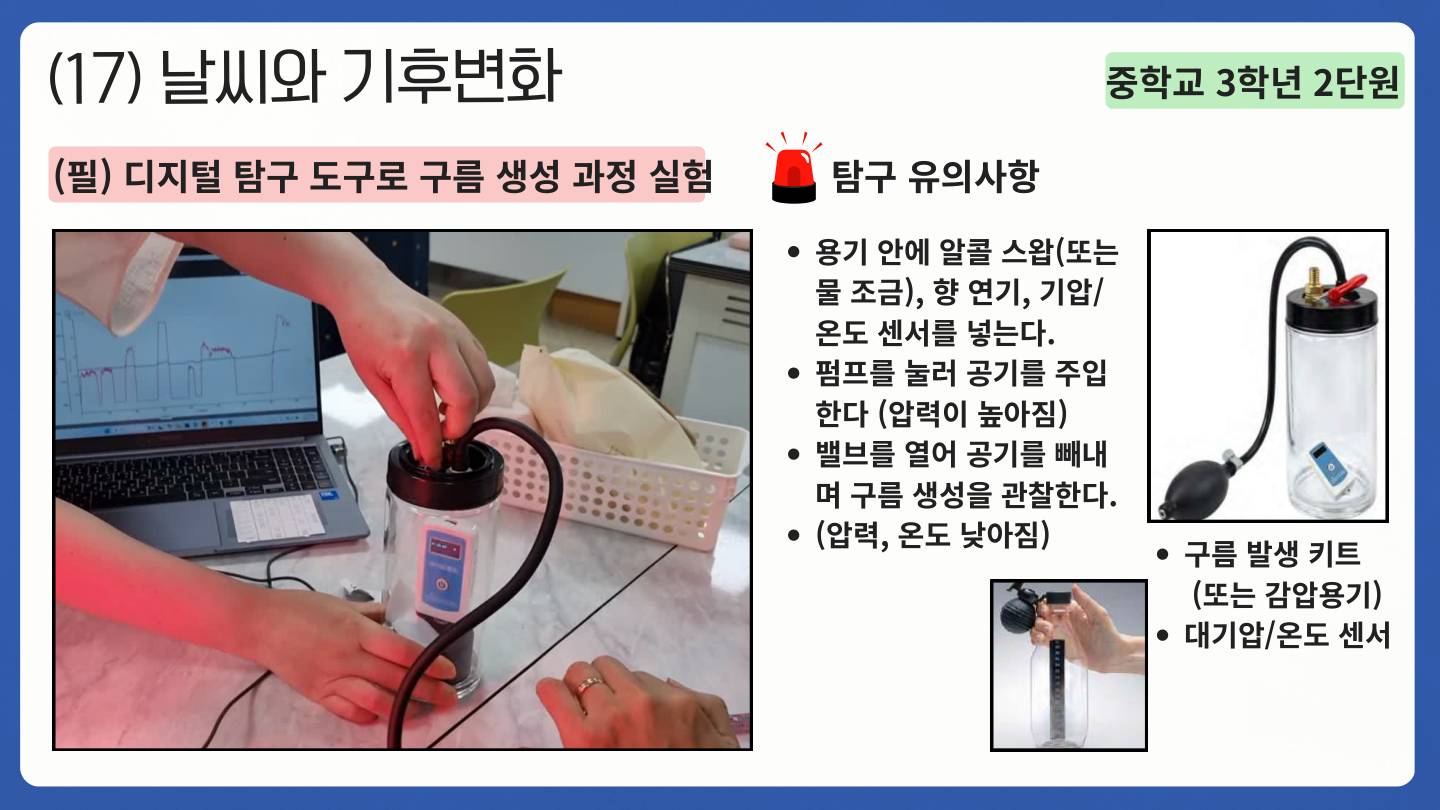 (17) 날씨와 기후변화
중학교 3학년 2단원
(필) 디지털 탐구 도구로 구름 생성 과정 실험
탐구 유의사항
• 용기 안에 알콜 스왑(또는
물 조금), 향 연기, 기압/
온도 센서를 넣는다.
• 펌프를 눌러 공기를 주입
한다 (압력이 높아짐)
• 밸브를 열어 공기를 빼내
며 구름 생성을 관찰한다.
• (압력, 온도 낮아짐)
• 구름 발생 키트
(또는 감압용기)
• 대기압/온도 센서